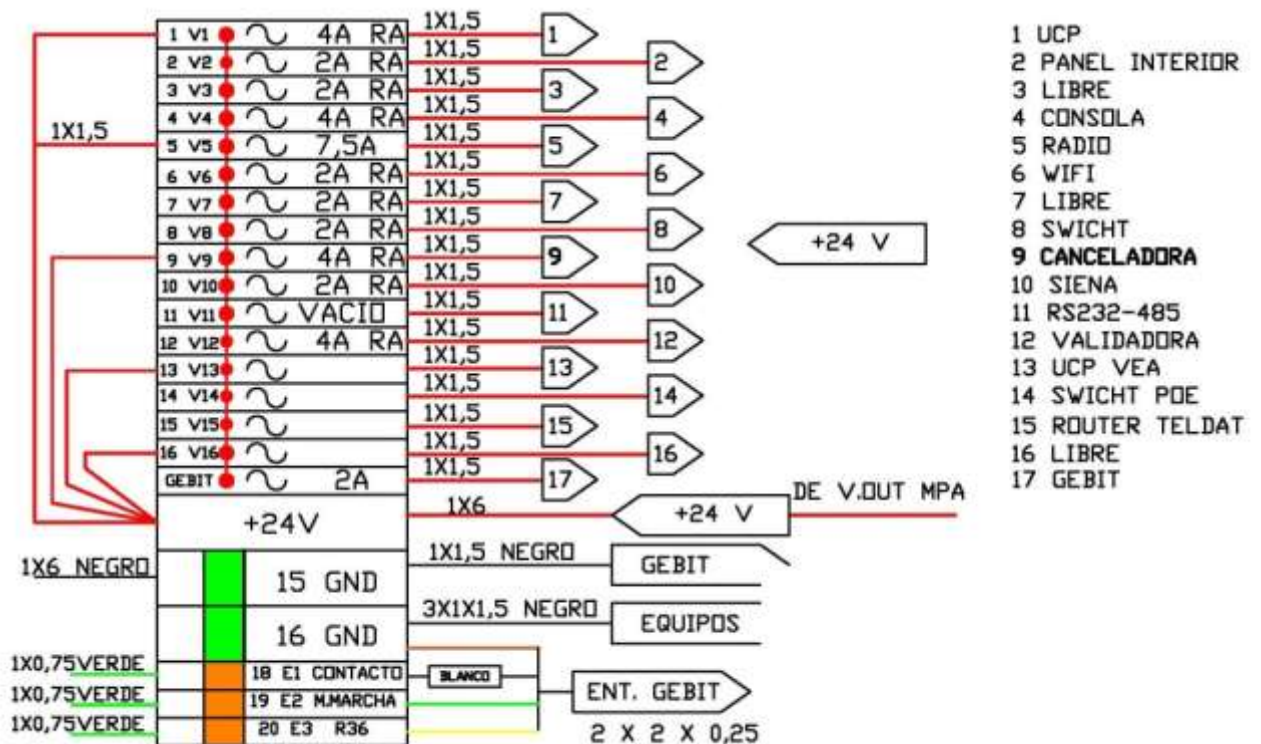 1 V1 4A RA 1X1,5 1 1 UCP
2 V2 2A RA 1X1,5 2 2 PANEL INTERIOR
3 V3 2A RA 1X1,5 3 3 LIBRE
4 V4 4A RA 1X1,5 4 4 CONSOLA
1X1,5 5 V5 7,5A 1X1,5 5 5 RADIO
6 V6 2A RA 1X1,5 6 6 WIFI
7 V7 2A RA 1X1,5 7 7 LIBRE
8 V8 2A RA 1X1,5 8 8 SWICHT
+24 V
9 V9 4A RA 1X1,5 9 9 CANCELADORA
10 V10 2A RA 1X1,5 10 10 SIENA
11 V11 VACIO 1X1,5 11 11 RS232-485
12 V12 4A RA 1X1,5 12 12 VALIDADORA
13 V13 1X1,5 13 13 UCP VEA
14 V14 1X1,5 14 14 SWICHT POE
15 V15 1X1,5 15 15 ROUTER TELDAT
16 V16 1X1,5 16 16 LIBRE
GEBIT 2A 1X1,5 17 17 GEBIT
+24V 1X6 +24 V DE V.OUT MPA
1X6 NEGRO 15 GND 1X1,5 NEGRO GEBIT
16 GND 3X1X1,5 NEGRO EQUIPOS
1X0,75VERDE 18 E1 CONTACTO BLANCO
1X0,75VERDE 19 E2 M.MARCHA ENT. GEBIT
1X0,75VERDE 20 E3 R36 2 X 2 X 0,25